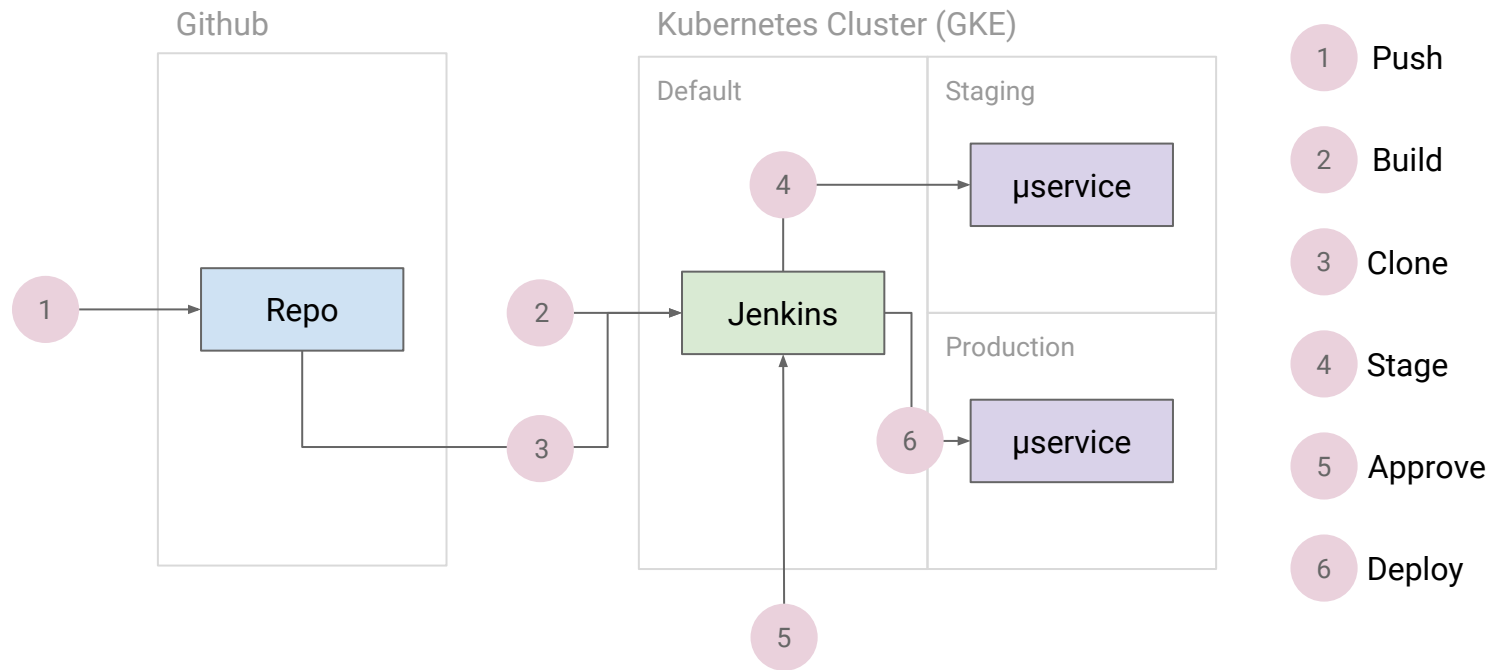 Github
Kubernetes Cluster (GKE)
Default
Staging
Production
1
Repo
2
3
Jenkins
4
µservice
5
6
µservice
1 Push
2 Build
3 Clone
4 Stage
5 Approve
6 Deploy